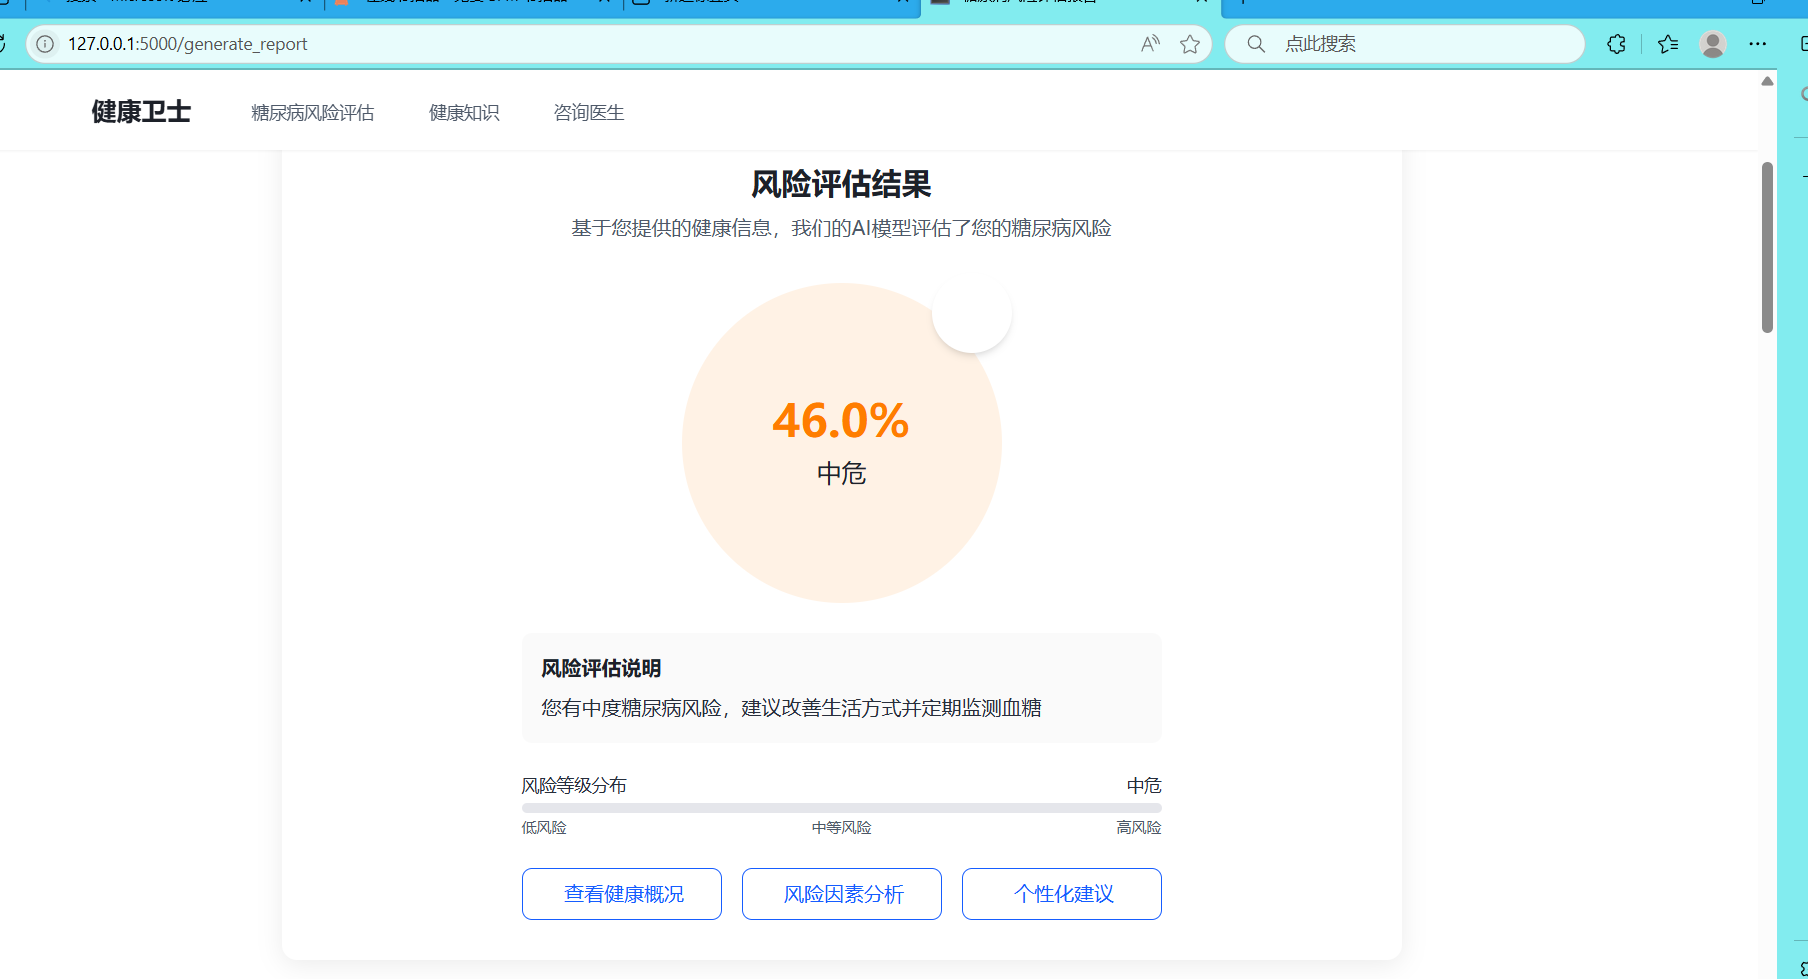 127.0.0.1:5000/generate_report
点此搜索
健康卫士
糖尿病风险评估
健康知识
咨询医生
风险评估结果
基于您提供的健康信息，我们的AI模型评估了您的糖尿病风险
46.0%
中危
风险评估说明
您有中度糖尿病风险，建议改善生活方式并定期监测血糖
风险等级分布
中危
低风险
中等风险
高风险
查看健康概况
风险因素分析
个性化建议